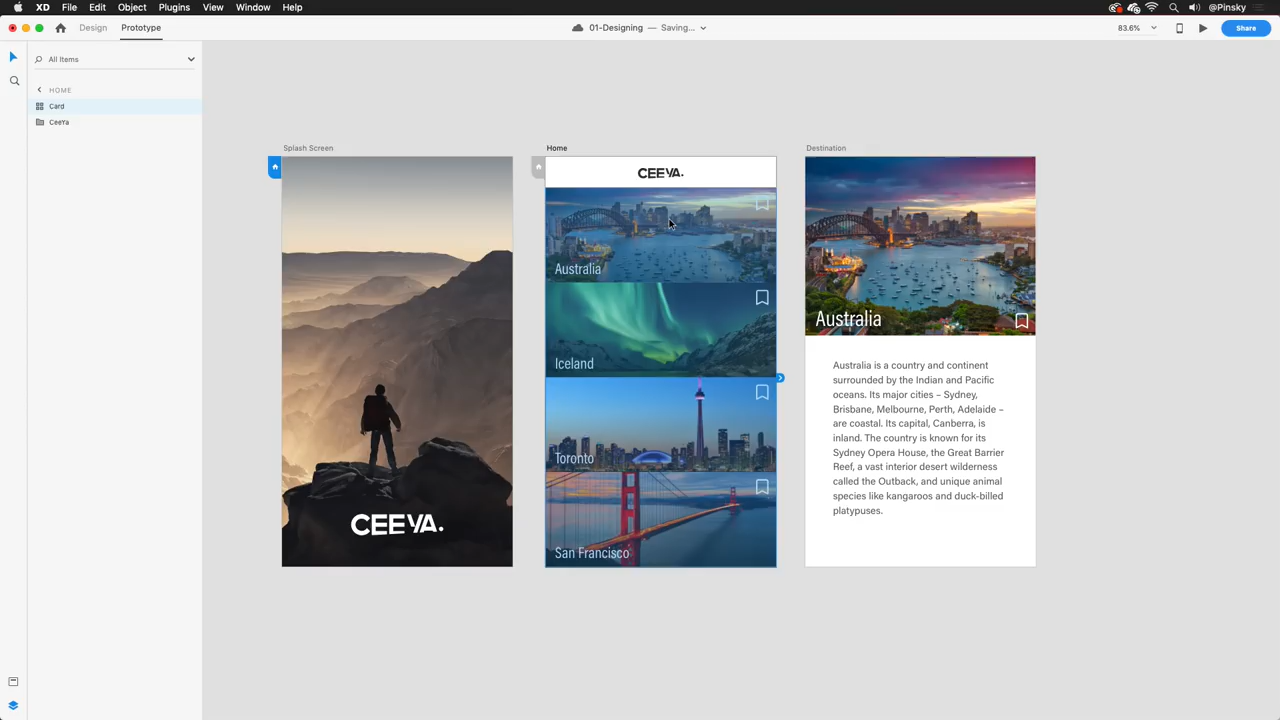 XD File Edit Object Plugins View Window Help @Pinsky
Design Prototype 01-Designing — Saving... 83.6% Share
All Items
HOME
Card
CeeYa
Splash Screen
Home
Destination
CEEYA.
Australia
Iceland
Toronto
San Francisco
CEEYA.
Australia
Australia is a country and continent
surrounded by the Indian and Pacific
oceans. Its major cities – Sydney,
Brisbane, Melbourne, Perth, Adelaide –
are coastal. Its capital, Canberra, is
inland. The country is known for its
Sydney Opera House, the Great Barrier
Reef, a vast interior desert wilderness
called the Outback, and unique animal
species like kangaroos and duck-billed
platypuses.